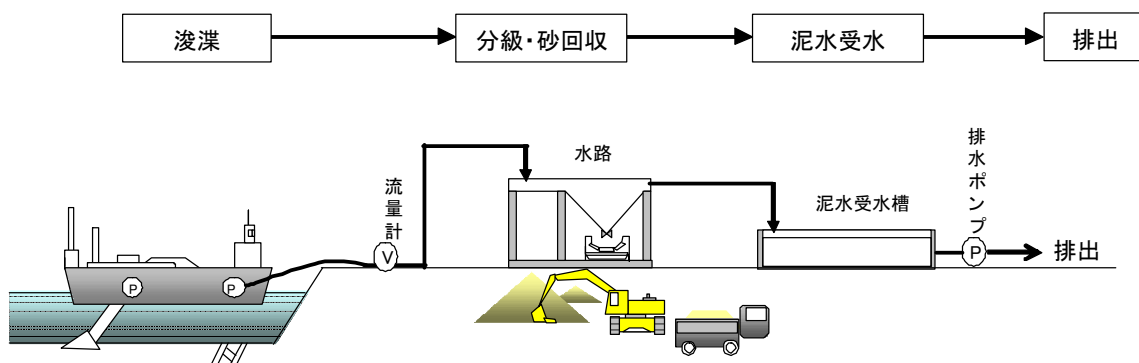 浚渫
分級・砂回収
泥水受水
排出
水路
流量計
V
泥水受水槽
排水ポンプ
P
排出
P
P